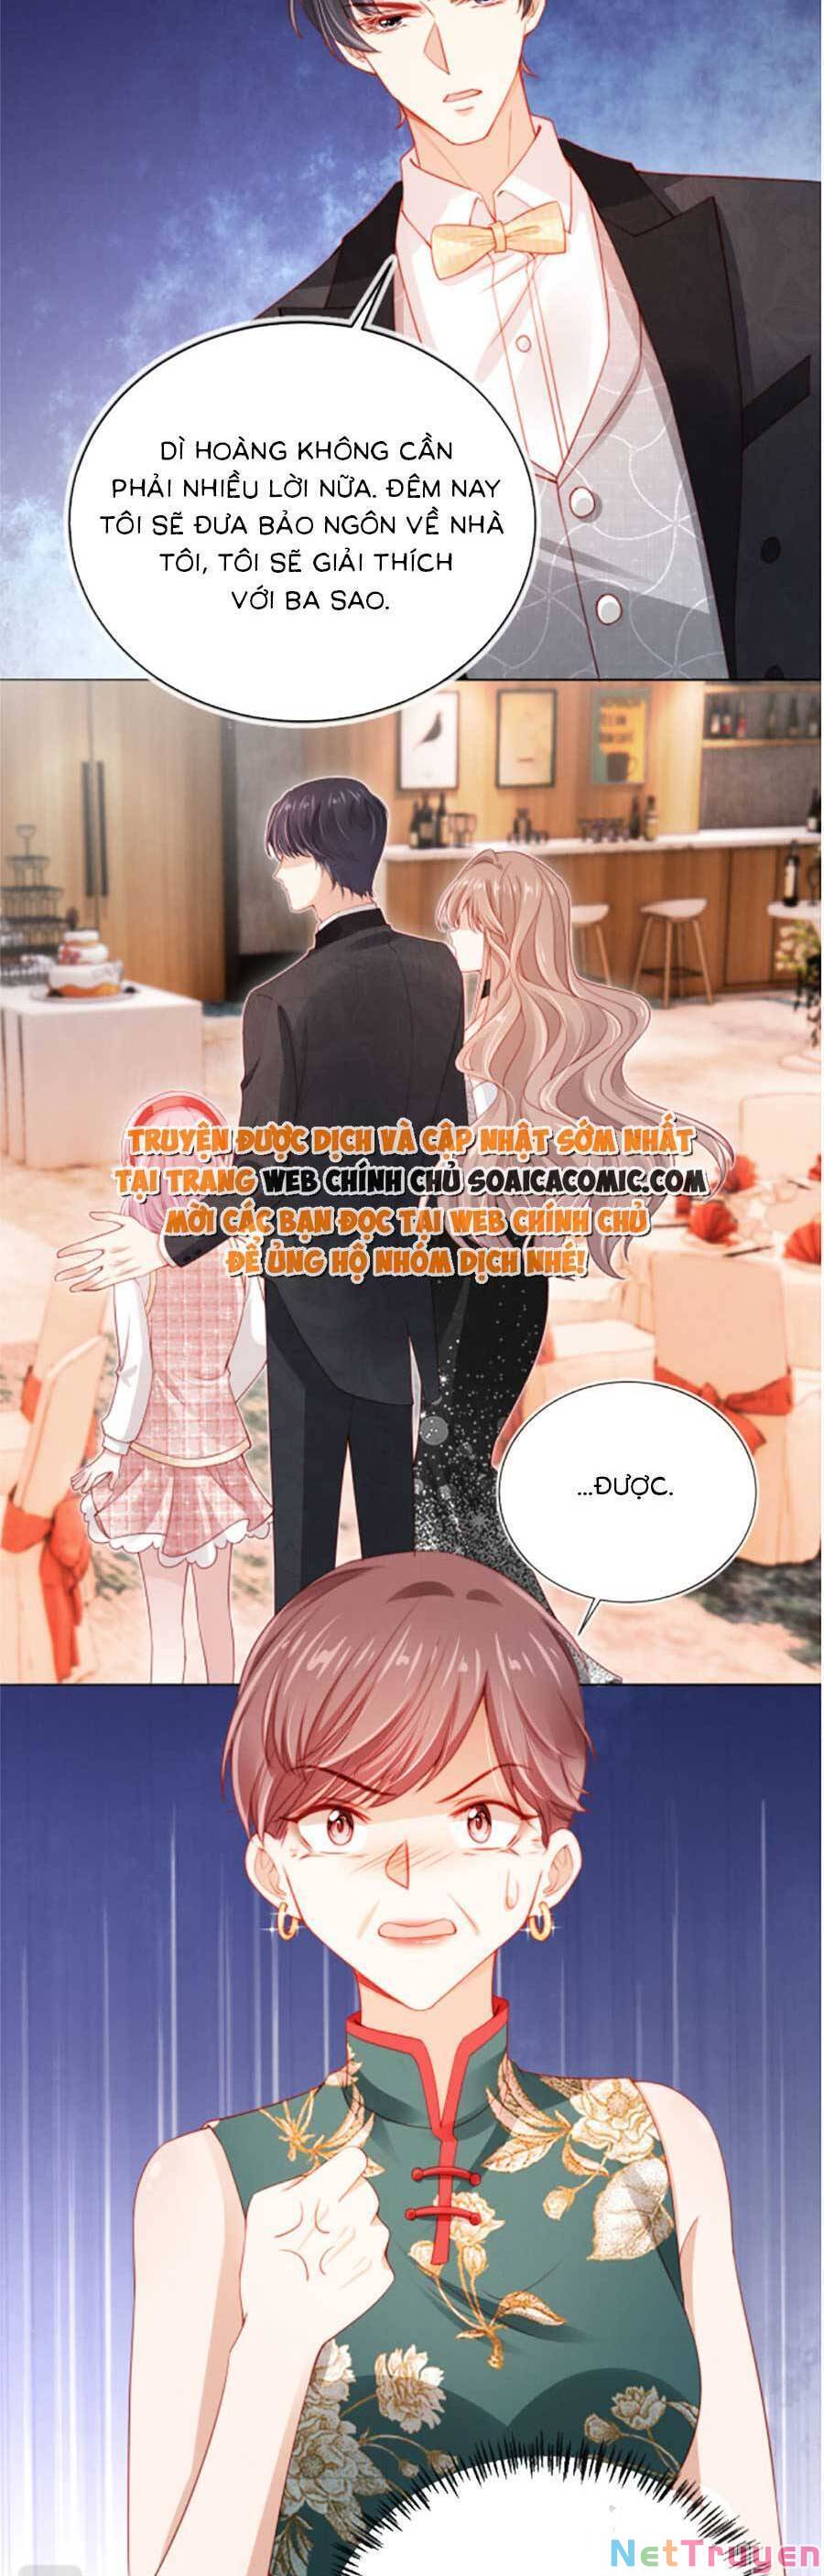 DÌ HOÀNG KHÔNG CẦN
PHẢI NHIỀU LỜI NỮA. ĐÊM NAY
TÔI SẼ ĐƯA BẢO NGÔN VỀ NHÀ
TÔI, TÔI SẼ GIẢI THÍCH
VỚI BA SAO.
TRUYỆN ĐƯỢC DỊCH VÀ CẬP NHẬT SỚM NHẤT
TẠI TRANG WEB CHÍNH CHỦ SOAICACOMIC.COM
MỜI CÁC BẠN ĐỌC TẠI WEB CHÍNH CHỦ
ĐỂ ỦNG HỘ NHÓM DỊCH NHÉ!
...ĐƯỢC.
NetTruyen